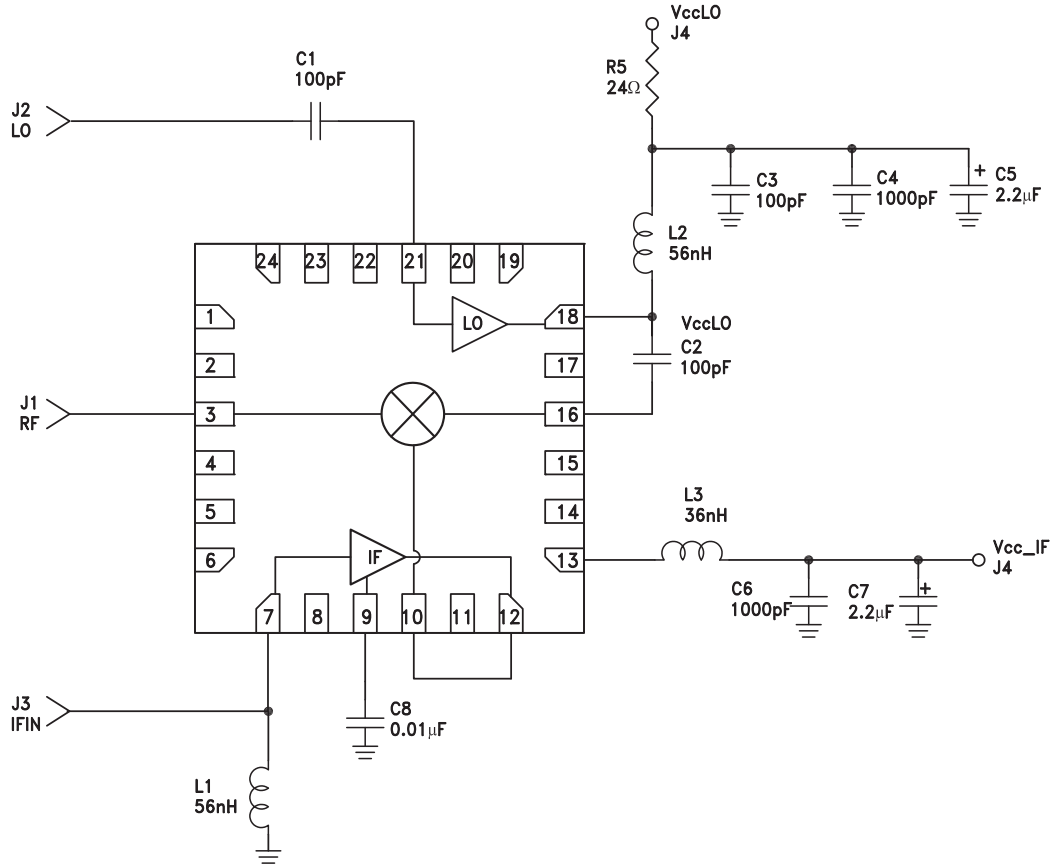 VccLO
J4
R5
24Ω
C1
100pF
J2
LO
C3
100pF
C4
1000pF
+
C5
2.2μF
L2
56nH
24
23
22
21
20
19
1
2
3
4
5
6
LO
18
17
16
15
14
13
VccLO
C2
100pF
J1
RF
L3
36nH
Vcc_IF
J4
C6
1000pF
C7
2.2μF
+
IF
7
8
9
10
11
12
J3
IFIN
C8
0.01μF
L1
56nH